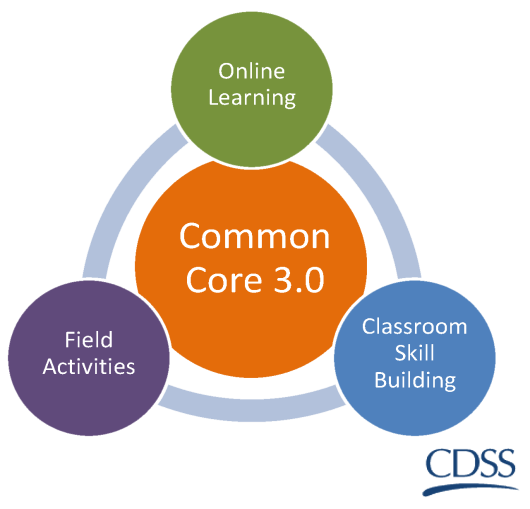 Online
Learning
Common
Core 3.0
Field
Activities
Classroom
Skill
Building
CDSS